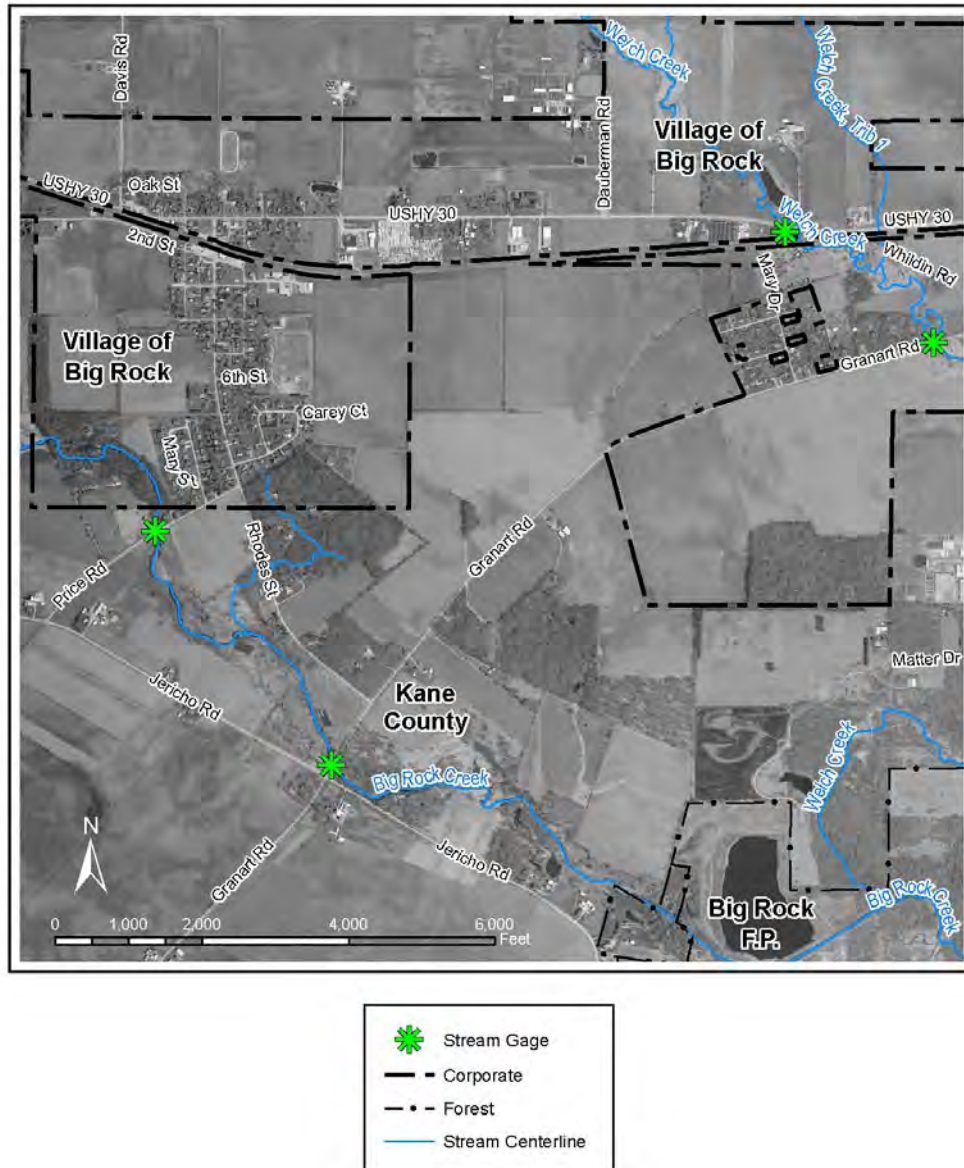 Davis Rd
Welch Creek
Welch Creek, Trib 1
Dauberman Rd
Village of
Big Rock
Oak St
USHY 30
USHY 30
Welch Creek
USHY 30
2nd St
Whildin Rd
Mary Dr
Village of
Big Rock
Granart Rd
6th St
Carey Ct
Mary St
Granart Rd
Rhodes St
Price Rd
Matter Dr
Jericho Rd
Kane
County
Welch Creek
Big Rock Creek
N
Granart Rd
Jericho Rd
Big Rock Creek
Big Rock
F.P.
0 1,000 2,000 4,000 6,000
Feet
Stream Gage
Corporate
Forest
Stream Centerline